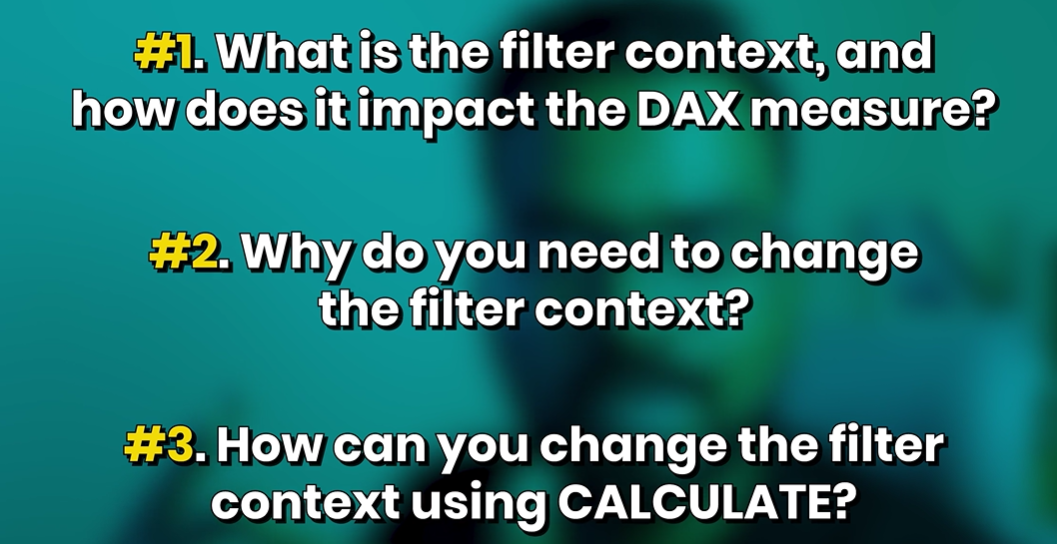 #1. What is the filter context, and
how does it impact the DAX measure?
#2. Why do you need to change
the filter context?
#3. How can you change the filter
context using CALCULATE?